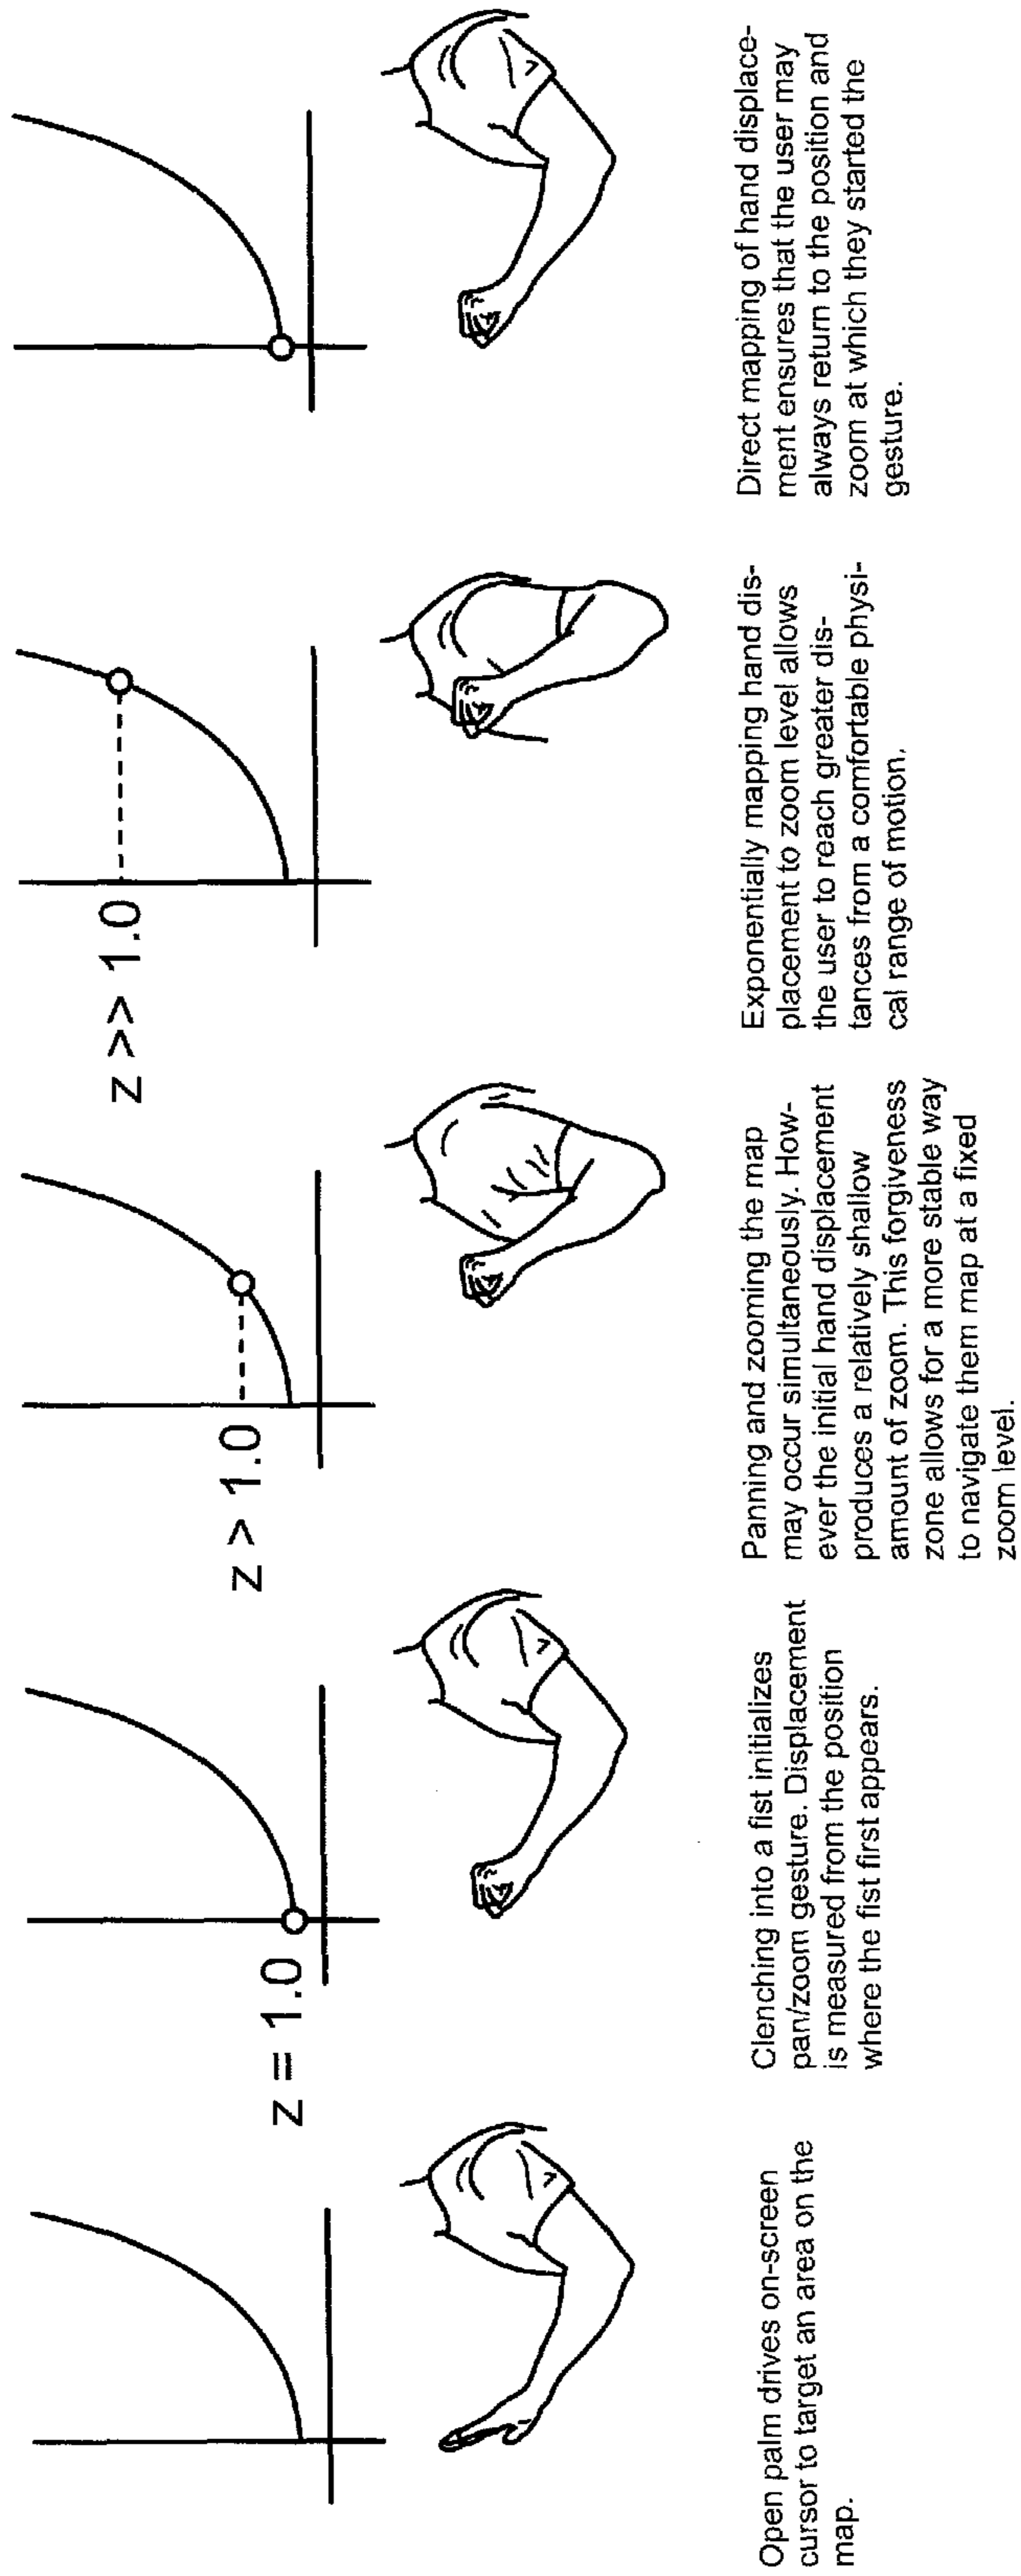 Open palm drives on-screen
cursor to target an area on the
map.
z = 1.0
Clenching into a fist initializes
pan/zoom gesture. Displacement
is measured from the position
where the fist first appears.
z > 1.0
Panning and zooming the map
may occur simultaneously. How-
ever the initial hand displacement
produces a relatively shallow
amount of zoom. This forgiveness
zone allows for a more stable way
to navigate them map at a fixed
zoom level.
z >> 1.0
Exponentially mapping hand dis-
placement to zoom level allows
the user to reach greater dis-
tances from a comfortable physi-
cal range of motion.
Direct mapping of hand displace-
ment ensures that the user may
always return to the position and
zoom at which they started the
gesture.